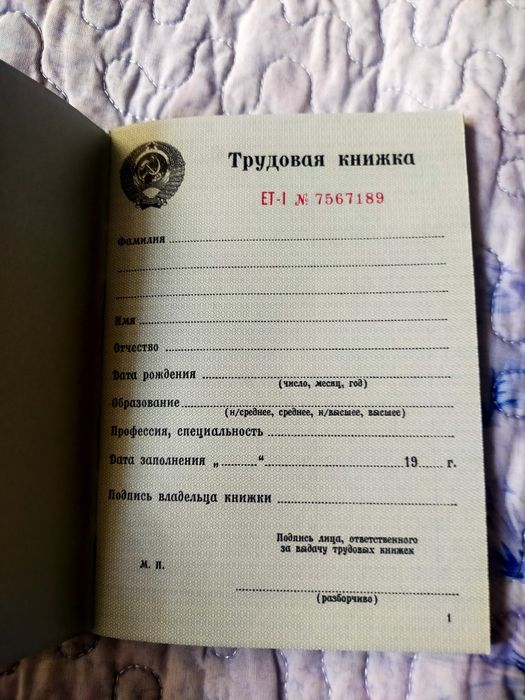 Трудовая книжка
ЕТ-I № 7567189
Фамилия
Имя
Отчество
Дата рождения
(число, месяц, год)
Образование
(н/среднее, среднее, н/высшее, высшее)
Профессия, специальность
Дата заполнения „ “ 19 г.
Подпись владельца книжки
Подпись лица, ответственного
за выдачу трудовых книжек
М. П.
(разборчиво)
1